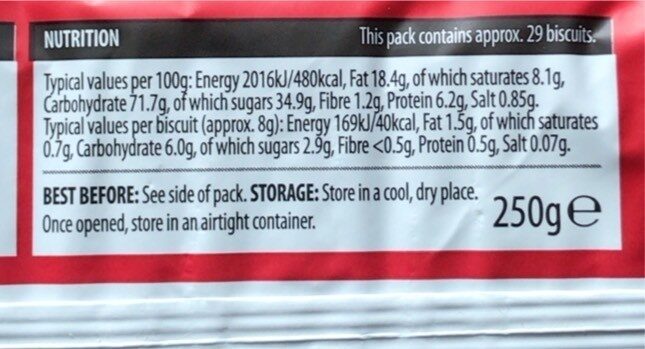 NUTRITION This pack contains approx. 29 biscuits.
Typical values per 100g: Energy 2016kJ/480kcal, Fat 18.4g, of which saturates 8.1g,
Carbohydrate 71.7g, of which sugars 34.9g, Fibre 1.2g, Protein 6.2g, Salt 0.85g.
Typical values per biscuit (approx. 8g): Energy 169kJ/40kcal, Fat 1.5g, of which saturates
0.7g, Carbohydrate 6.0g, of which sugars 2.9g, Fibre <0.5g, Protein 0.5g, Salt 0.07g.
BEST BEFORE: See side of pack. STORAGE: Store in a cool, dry place.
Once opened, store in an airtight container.
250g ℮